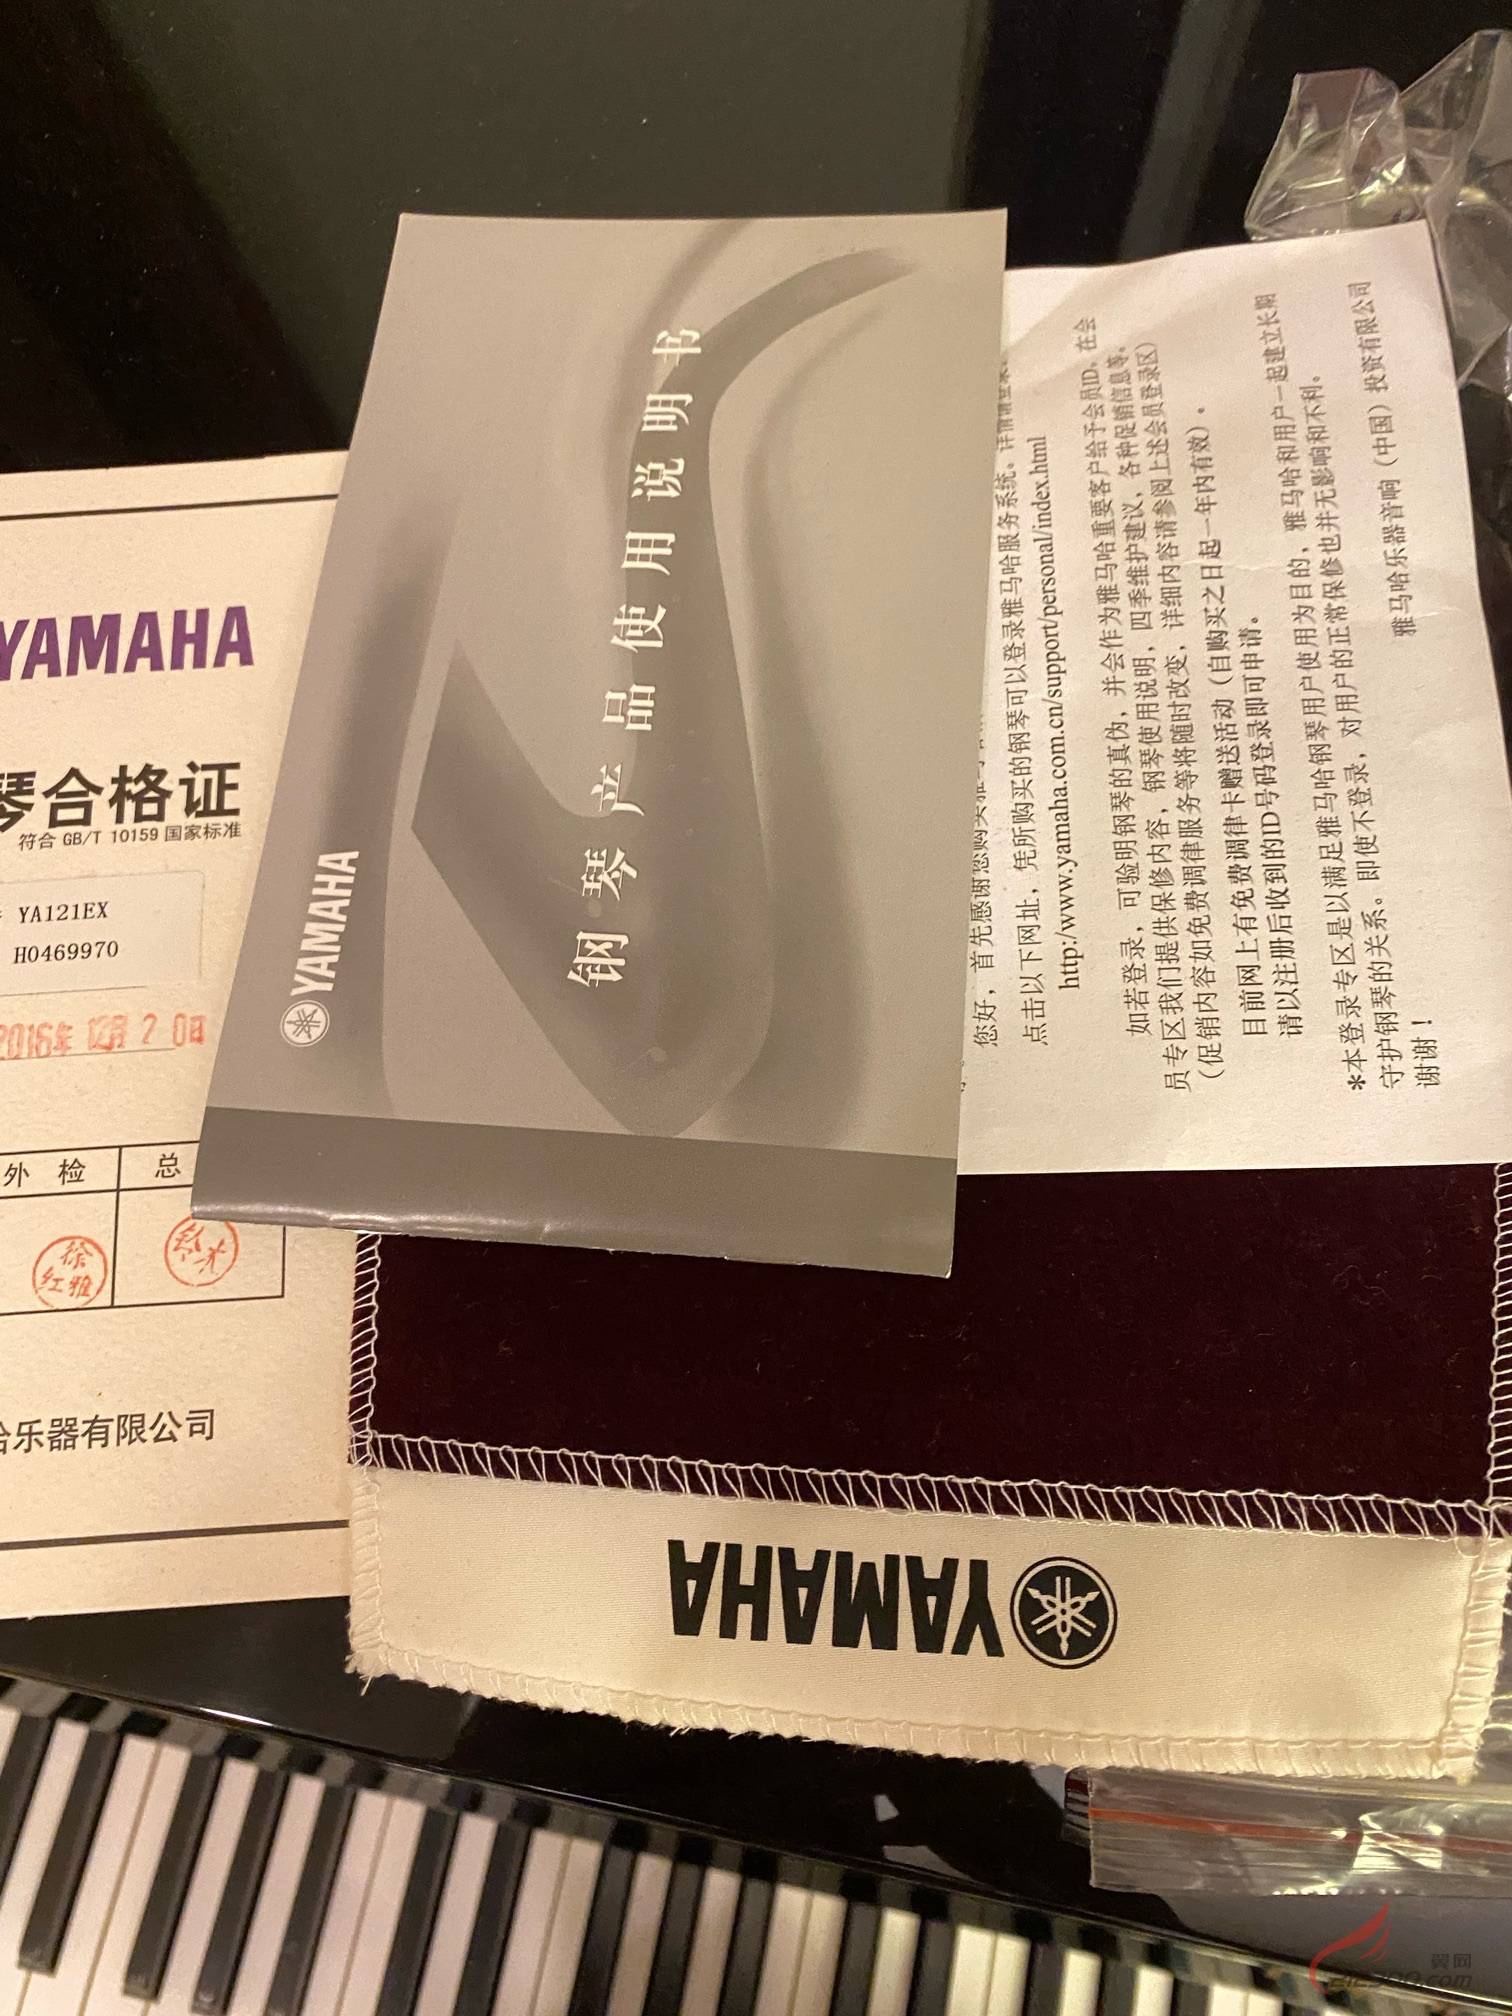 YAMAHA
琴合格证
符合 GB/T 10159 国家标准
YA121EX
H0469970
2016年 12月 20日
外 检
总
徐
红雅
哈乐器有限公司
YAMAHA
钢琴产品使用说明书
您好，首先感谢您购买雅马哈
点击以下网址，凭所购买的钢琴可以登录雅马哈服务系统。详情请登录:
http:/www.yamaha.com.cn/support/personal/index.html
如若登录，可验明钢琴的真伪，并会作为雅马哈重要客户给予会员ID，在会
员专区我们提供保修内容，钢琴使用说明，四季维护建议，各种促销信息等。
（促销内容如免费调律服务等将随时改变，详细内容请参阅上述会员登录区）
目前网上有免费调律卡赠送活动（自购买之日起一年内有效）。
请以注册后收到的ID号码登录即可申请。
*本登录专区是以满足雅马哈钢琴用户使用为目的，雅马哈和用户一起建立长期
守护钢琴的关系。即使不登录，对用户的正常保修也并无影响和不利。
谢谢！
雅马哈乐器音响（中国）投资有限公司
YAMAHA
翼网